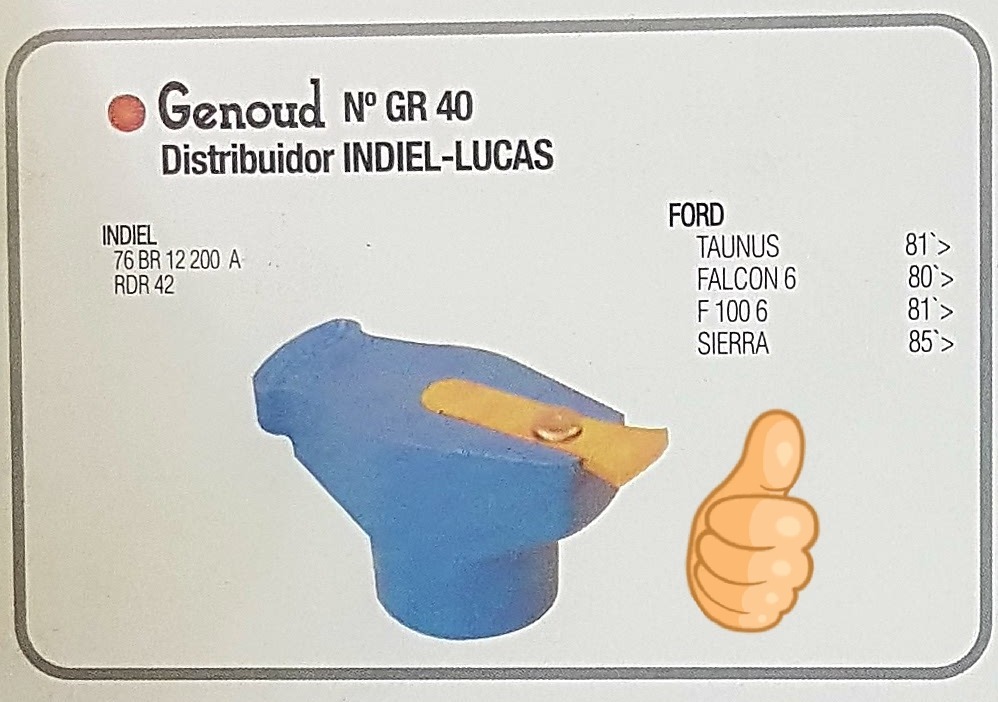 Genoud Nº GR 40
Distribuidor INDIEL-LUCAS
INDIEL
76 BR 12 200 A
RDR 42
FORD
TAUNUS 81`>
FALCON 6 80`>
F 100 6 81`>
SIERRA 85`>